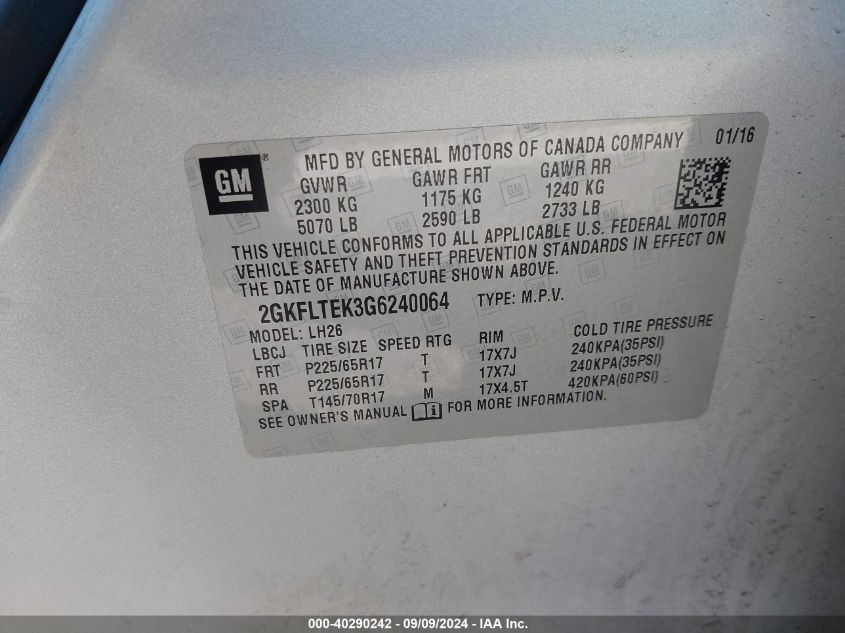 01/16
MFD BY GENERAL MOTORS OF CANADA COMPANY
GM®
GVWR GAWR FRT GAWR RR
2300 KG 1175 KG 1240 KG
5070 LB 2590 LB 2733 LB
THIS VEHICLE CONFORMS TO ALL APPLICABLE U.S. FEDERAL MOTOR
VEHICLE SAFETY AND THEFT PREVENTION STANDARDS IN EFFECT ON
THE DATE OF MANUFACTURE SHOWN ABOVE.
2GKFLTEK3G6240064 TYPE: M.P.V.
MODEL: LH26
LBCJ TIRE SIZE SPEED RTG RIM COLD TIRE PRESSURE
FRT P225/65R17 T 17X7J 240KPA(35PSI)
RR P225/65R17 T 17X7J 240KPA(35PSI)
SPA T145/70R17 M 17X4.5T 420KPA(60PSI)
SEE OWNER'S MANUAL FOR MORE INFORMATION.
000-40290242 - 09/09/2024 - IAA Inc.